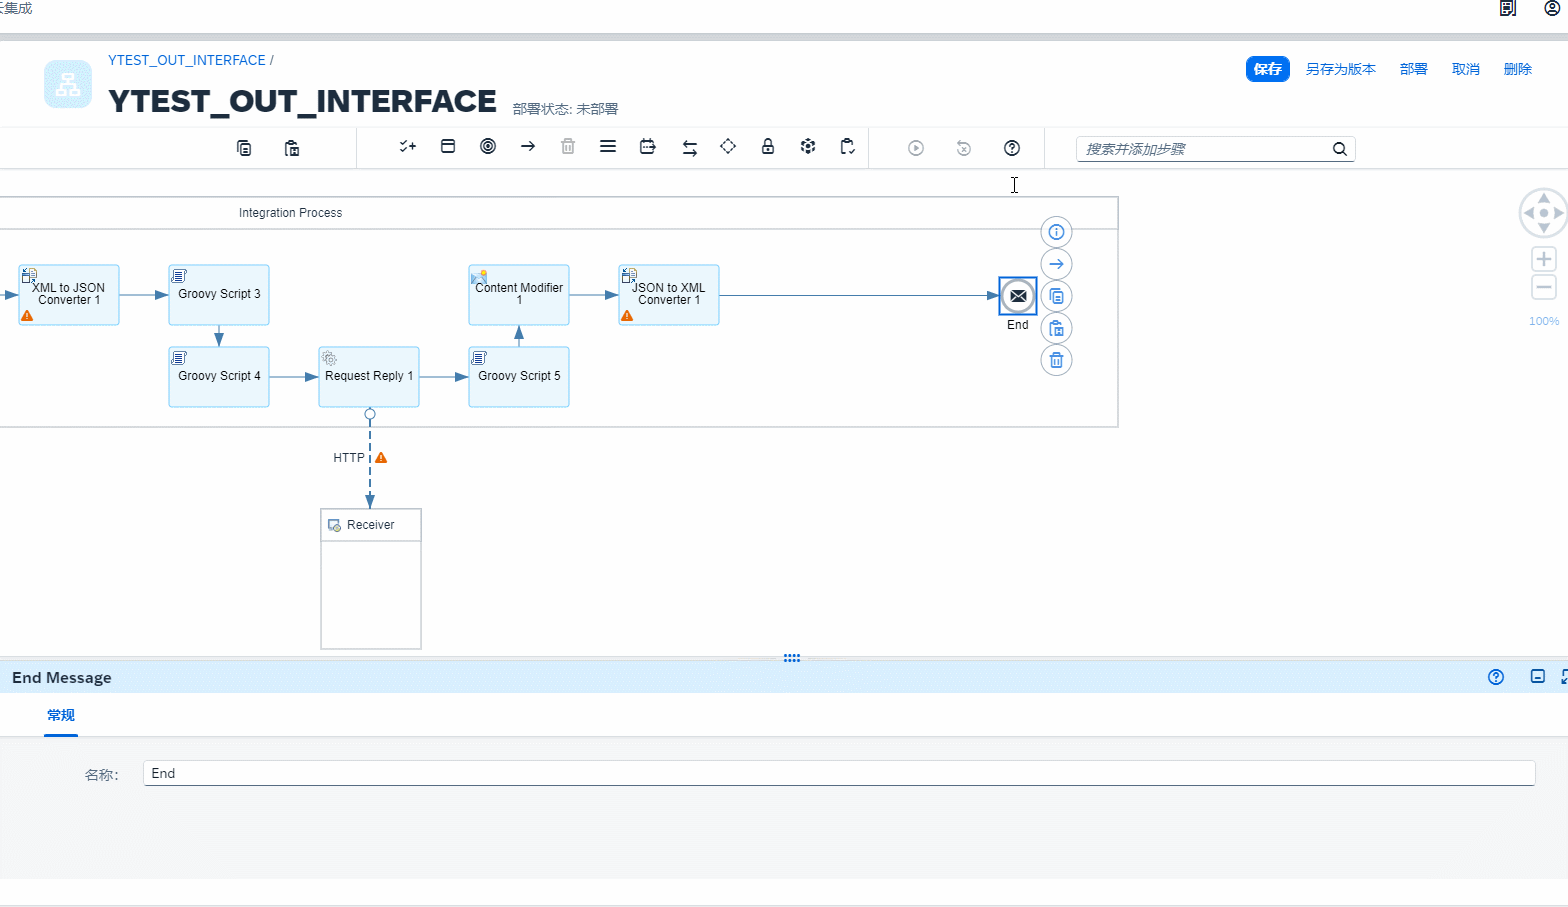 集成
YTEST_OUT_INTERFACE /
YTEST_OUT_INTERFACE
部署状态: 未部署
保存
另存为版本
部署
取消
删除
搜索并添加步骤
Integration Process
XML to JSON
Converter 1
Groovy Script 3
Content Modifier
1
JSON to XML
Converter 1
End
Groovy Script 4
Request Reply 1
Groovy Script 5
100%
HTTP
Receiver
End Message
常规
名称:
End